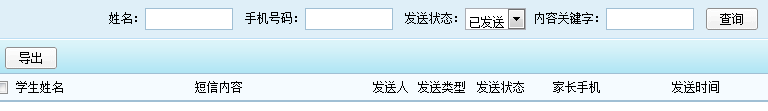 姓名： 手机号码： 发送状态： 已发送 内容关键字： 查询
导出
学生姓名 短信内容 发送人 发送类型 发送状态 家长手机 发送时间